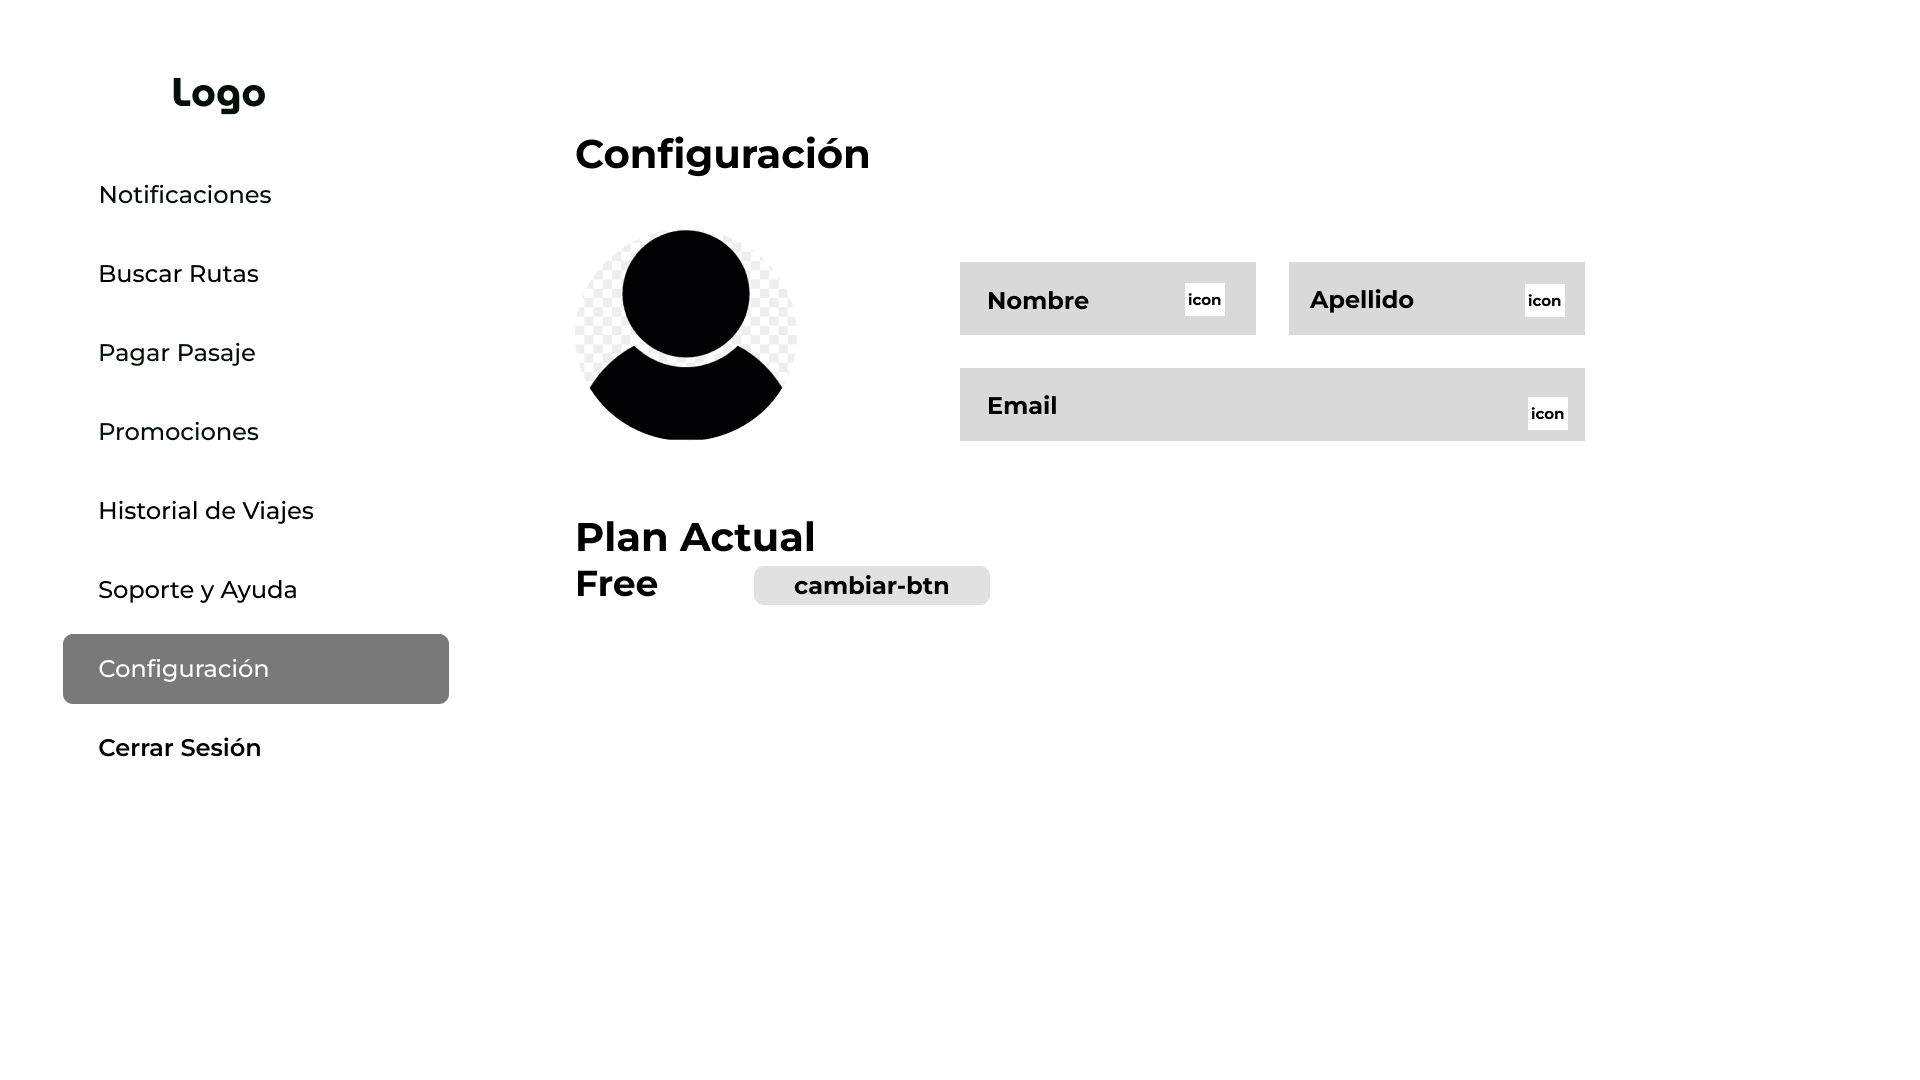 Logo
Notificaciones
Buscar Rutas
Pagar Pasaje
Promociones
Historial de Viajes
Soporte y Ayuda
Configuración
Cerrar Sesión
Configuración
Nombre
icon
Apellido
icon
Email
icon
Plan Actual
Free
cambiar-btn